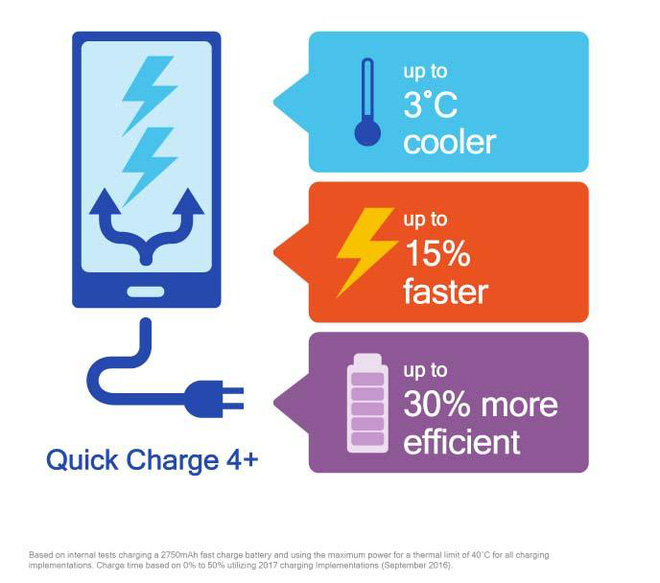 up to
3°C
cooler
up to
15%
faster
up to
30% more
efficient
Quick Charge 4+
Based on internal tests charging a 2750mAh fast charge battery and using the maximum power for a thermal limit of 40°C for all charging
implementations. Charge time based on 0% to 50% utilizing 2017 charging Implementations (September 2016).